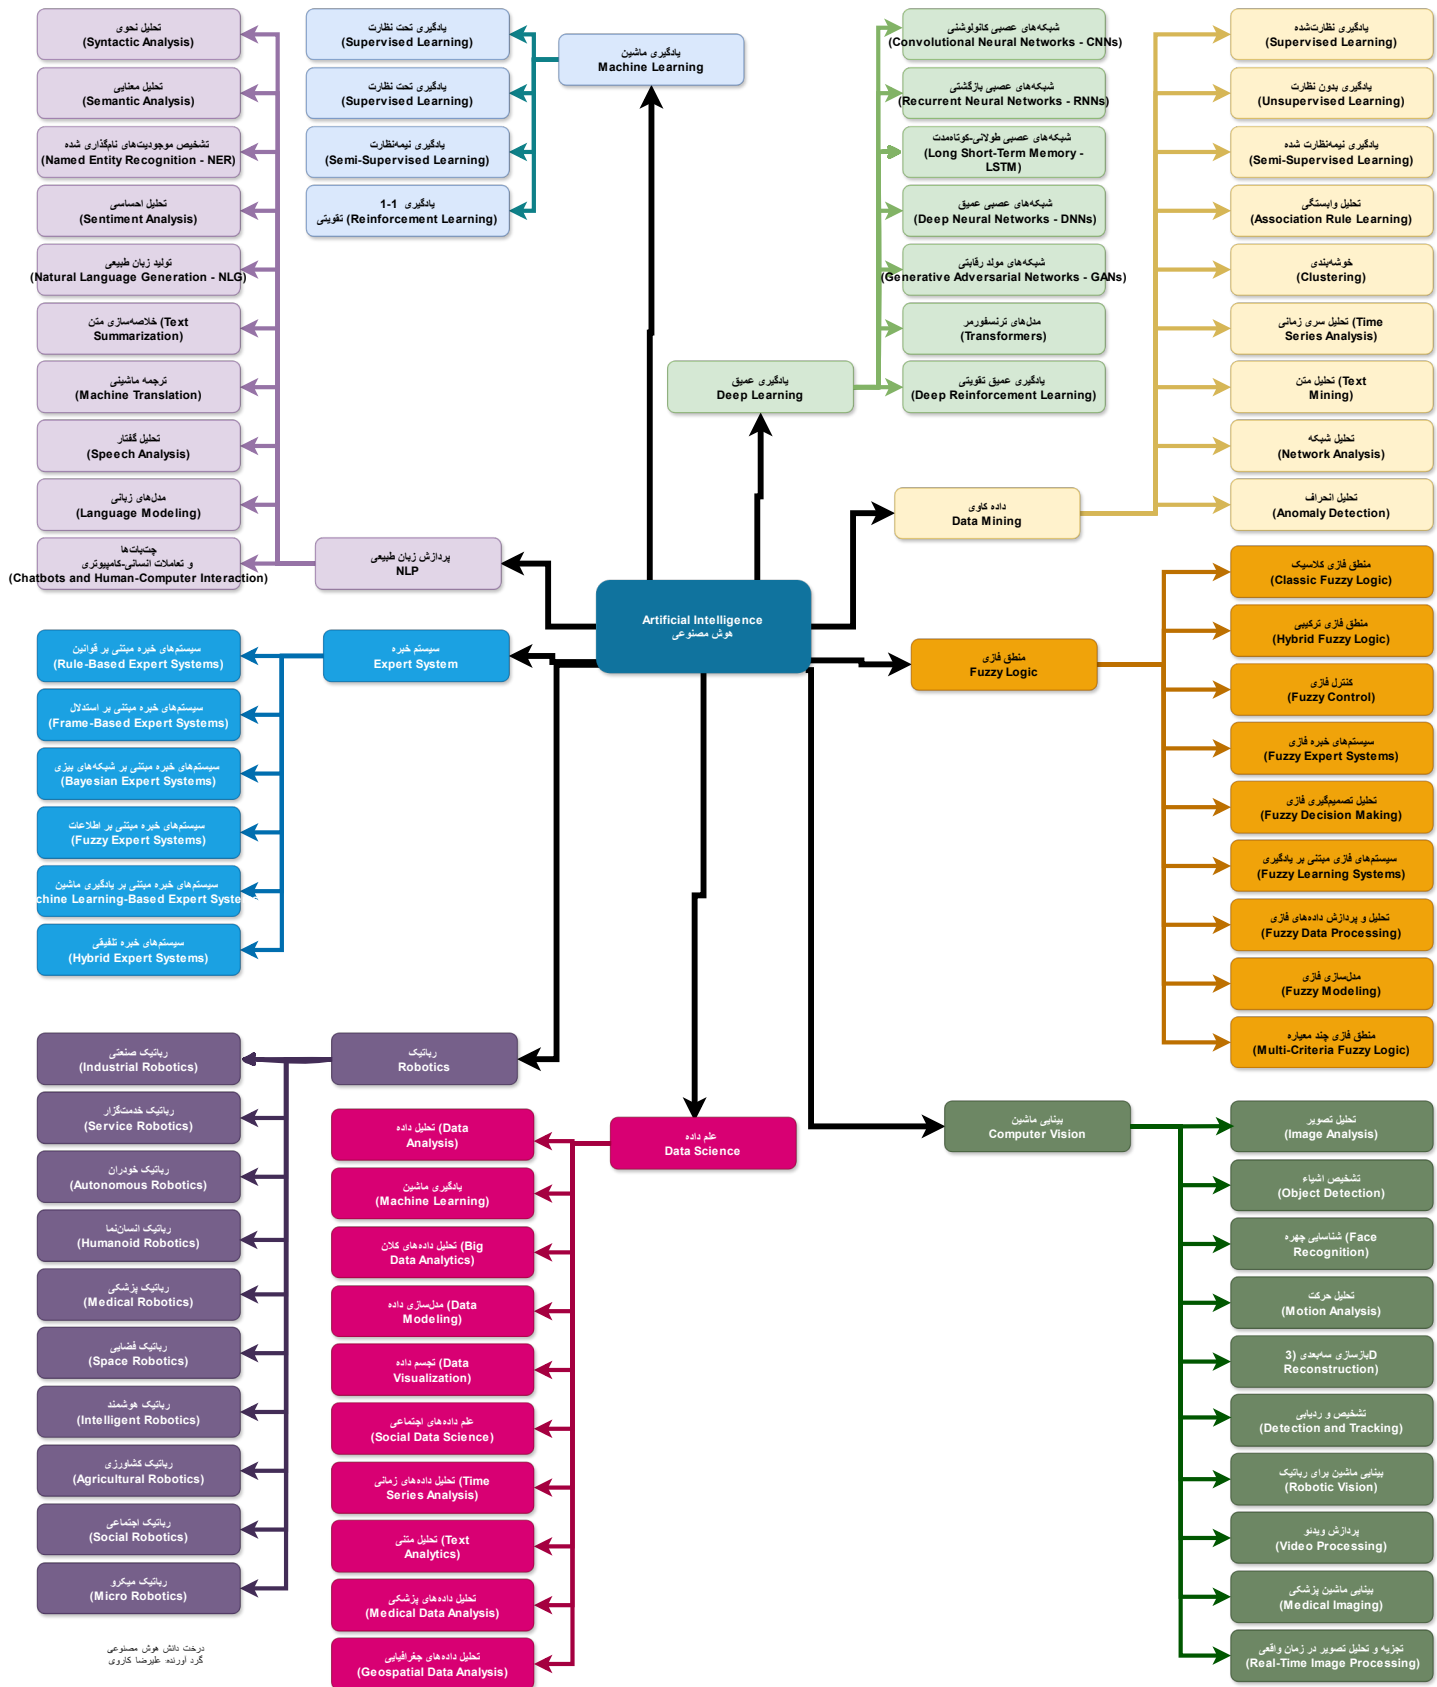 تحلیل نحوی
(Syntactic Analysis)
تحلیل معنایی
(Semantic Analysis)
تشخیص موجودیت‌های نام‌گذاری شده
(Named Entity Recognition - NER)
تحلیل احساسی
(Sentiment Analysis)
تولید زبان طبیعی
(Natural Language Generation - NLG)
خلاصه‌سازی متن (Text
Summarization)
ترجمه ماشینی
(Machine Translation)
تحلیل گفتار
(Speech Analysis)
مدل‌های زبانی
(Language Modeling)
چت‌بات‌ها
و تعاملات انسانی-کامپیوتری
(Chatbots and Human-Computer Interaction)
پردازش زبان طبیعی
NLP
یادگیری تحت نظارت
(Supervised Learning)
یادگیری تحت نظارت
(Supervised Learning)
یادگیری نیمه‌نظارت
(Semi-Supervised Learning)
1-1 یادگیری
تقویتی (Reinforcement Learning)
یادگیری ماشین
Machine Learning
شبکه‌های عصبی کانولوشنی
(Convolutional Neural Networks - CNNs)
شبکه‌های عصبی بازگشتی
(Recurrent Neural Networks - RNNs)
شبکه‌های عصبی طولانی-کوتاه‌مدت
(Long Short-Term Memory -
LSTM)
شبکه‌های عصبی عمیق
(Deep Neural Networks - DNNs)
شبکه‌های مولد رقابتی
(Generative Adversarial Networks - GANs)
مدل‌های ترنسفورمر
(Transformers)
یادگیری عمیق تقویتی
(Deep Reinforcement Learning)
یادگیری عمیق
Deep Learning
یادگیری نظارت‌شده
(Supervised Learning)
یادگیری بدون نظارت
(Unsupervised Learning)
یادگیری نیمه‌نظارت شده
(Semi-Supervised Learning)
تحلیل وابستگی
(Association Rule Learning)
خوشه‌بندی
(Clustering)
تحلیل سری زمانی (Time
Series Analysis)
تحلیل متن (Text
Mining)
تحلیل شبکه
(Network Analysis)
تحلیل انحراف
(Anomaly Detection)
داده کاوی
Data Mining
Artificial Intelligence
هوش مصنوعی
سیستم خبره
Expert System
سیستم‌های خبره مبتنی بر قوانین
(Rule-Based Expert Systems)
سیستم‌های خبره مبتنی بر استدلال
(Frame-Based Expert Systems)
سیستم‌های خبره مبتنی بر شبکه‌های بیزی
(Bayesian Expert Systems)
سیستم‌های خبره مبتنی بر اطلاعات
(Fuzzy Expert Systems)
سیستم‌های خبره مبتنی بر یادگیری ماشین
chine Learning-Based Expert Syste
سیستم‌های خبره تلفیقی
(Hybrid Expert Systems)
منطق فازی
Fuzzy Logic
منطق فازی کلاسیک
(Classic Fuzzy Logic)
منطق فازی ترکیبی
(Hybrid Fuzzy Logic)
کنترل فازی
(Fuzzy Control)
سیستم‌های خبره فازی
(Fuzzy Expert Systems)
تحلیل تصمیم‌گیری فازی
(Fuzzy Decision Making)
سیستم‌های فازی مبتنی بر یادگیری
(Fuzzy Learning Systems)
تحلیل و پردازش داده‌های فازی
(Fuzzy Data Processing)
مدل‌سازی فازی
(Fuzzy Modeling)
منطق فازی چند معیاره
(Multi-Criteria Fuzzy Logic)
رباتیک
Robotics
رباتیک صنعتی
(Industrial Robotics)
رباتیک خدمت‌گزار
(Service Robotics)
رباتیک خودران
(Autonomous Robotics)
رباتیک انسان‌نما
(Humanoid Robotics)
رباتیک پزشکی
(Medical Robotics)
رباتیک فضایی
(Space Robotics)
رباتیک هوشمند
(Intelligent Robotics)
رباتیک کشاورزی
(Agricultural Robotics)
رباتیک اجتماعی
(Social Robotics)
رباتیک میکرو
(Micro Robotics)
علم داده
Data Science
تحلیل داده (Data
Analysis)
یادگیری ماشین
(Machine Learning)
تحلیل داده‌های کلان (Big
Data Analytics)
مدل‌سازی داده (Data
Modeling)
تجسم داده (Data
Visualization)
علم داده‌های اجتماعی
(Social Data Science)
تحلیل داده‌های زمانی (Time
Series Analysis)
تحلیل متنی (Text
Analytics)
تحلیل داده‌های پزشکی
(Medical Data Analysis)
تحلیل داده‌های جغرافیایی
(Geospatial Data Analysis)
بینایی ماشین
Computer Vision
تحلیل تصویر
(Image Analysis)
تشخیص اشیاء
(Object Detection)
شناسایی چهره (Face
Recognition)
تحلیل حرکت
(Motion Analysis)
بازسازی سه‌بعدی (3D
Reconstruction)
تشخیص و ردیابی
(Detection and Tracking)
بینایی ماشین برای رباتیک
(Robotic Vision)
پردازش ویدئو
(Video Processing)
بینایی ماشین پزشکی
(Medical Imaging)
تجزیه و تحلیل تصویر در زمان واقعی
(Real-Time Image Processing)
درخت دانش هوش مصنوعی
گرد آورنده: علیرضا کاروی